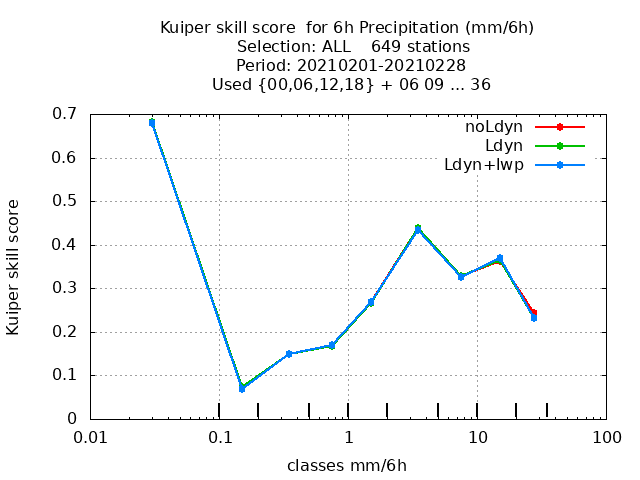 Kuiper skill score  for 6h Precipitation (mm/6h)
Selection: ALL    649 stations
Period: 20210201-20210228
Used {00,06,12,18} + 06 09 ... 36
noLdyn
Ldyn
Ldyn+lwp
Kuiper skill score
0.7
0.6
0.5
0.4
0.3
0.2
0.1
0
0.01 0.1 1 10 100
classes mm/6h